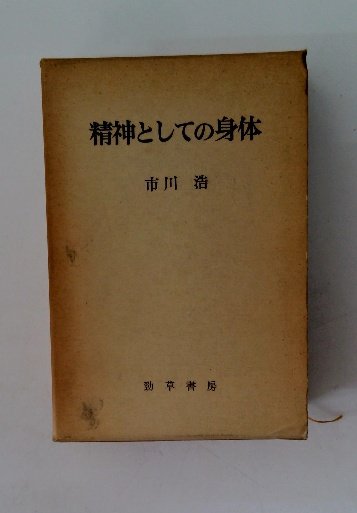 精神としての身体
市川 浩
勁草書房